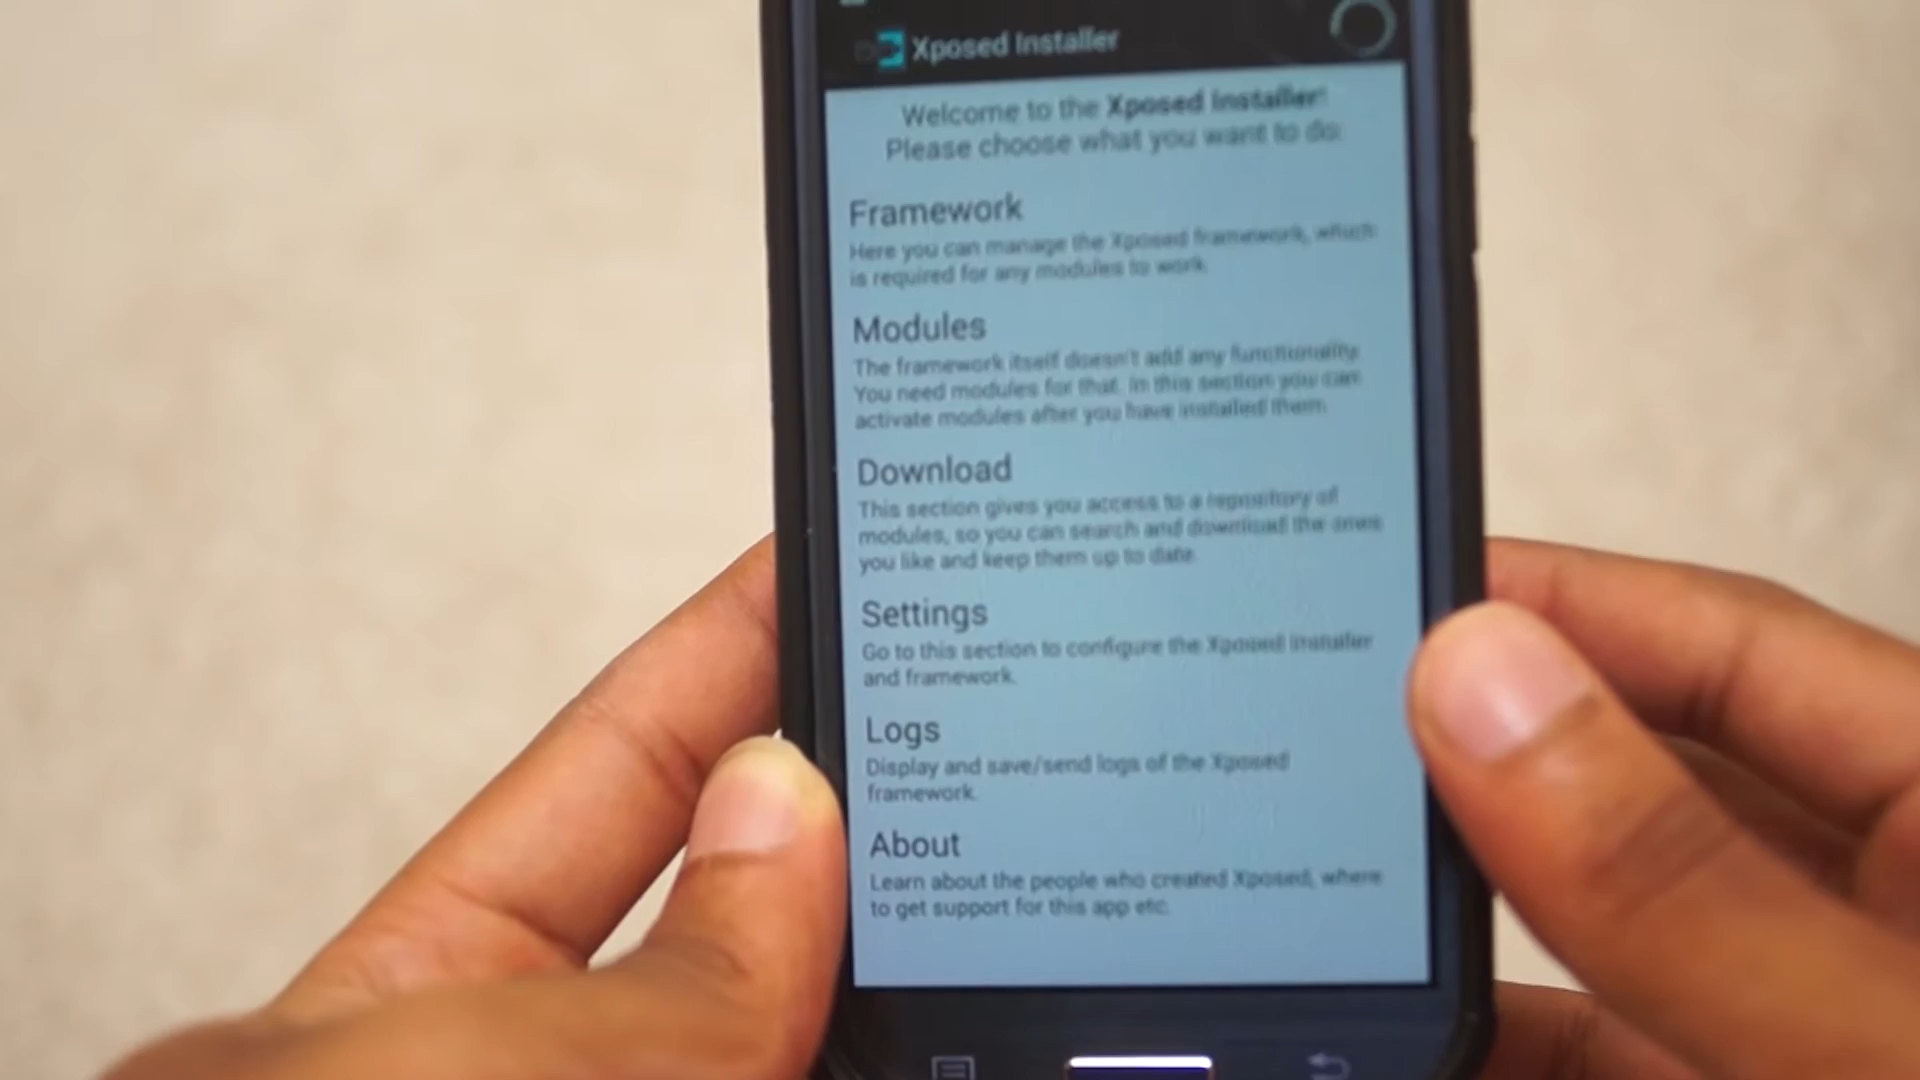 Xposed Installer
Welcome to the Xposed Installer!
Please choose what you want to do:
Framework
Here you can manage the Xposed framework, which
is required for any modules to work.
Modules
The framework itself doesn't add any functionality.
You need modules for that. In this section you can
activate modules after you have installed them.
Download
This section gives you access to a repository of
modules, so you can search and download the ones
you like and keep them up to date.
Settings
Go to this section to configure the Xposed Installer
and framework.
Logs
Display and save/send logs of the Xposed
framework.
About
Learn about the people who created Xposed, where
to get support for this app etc.